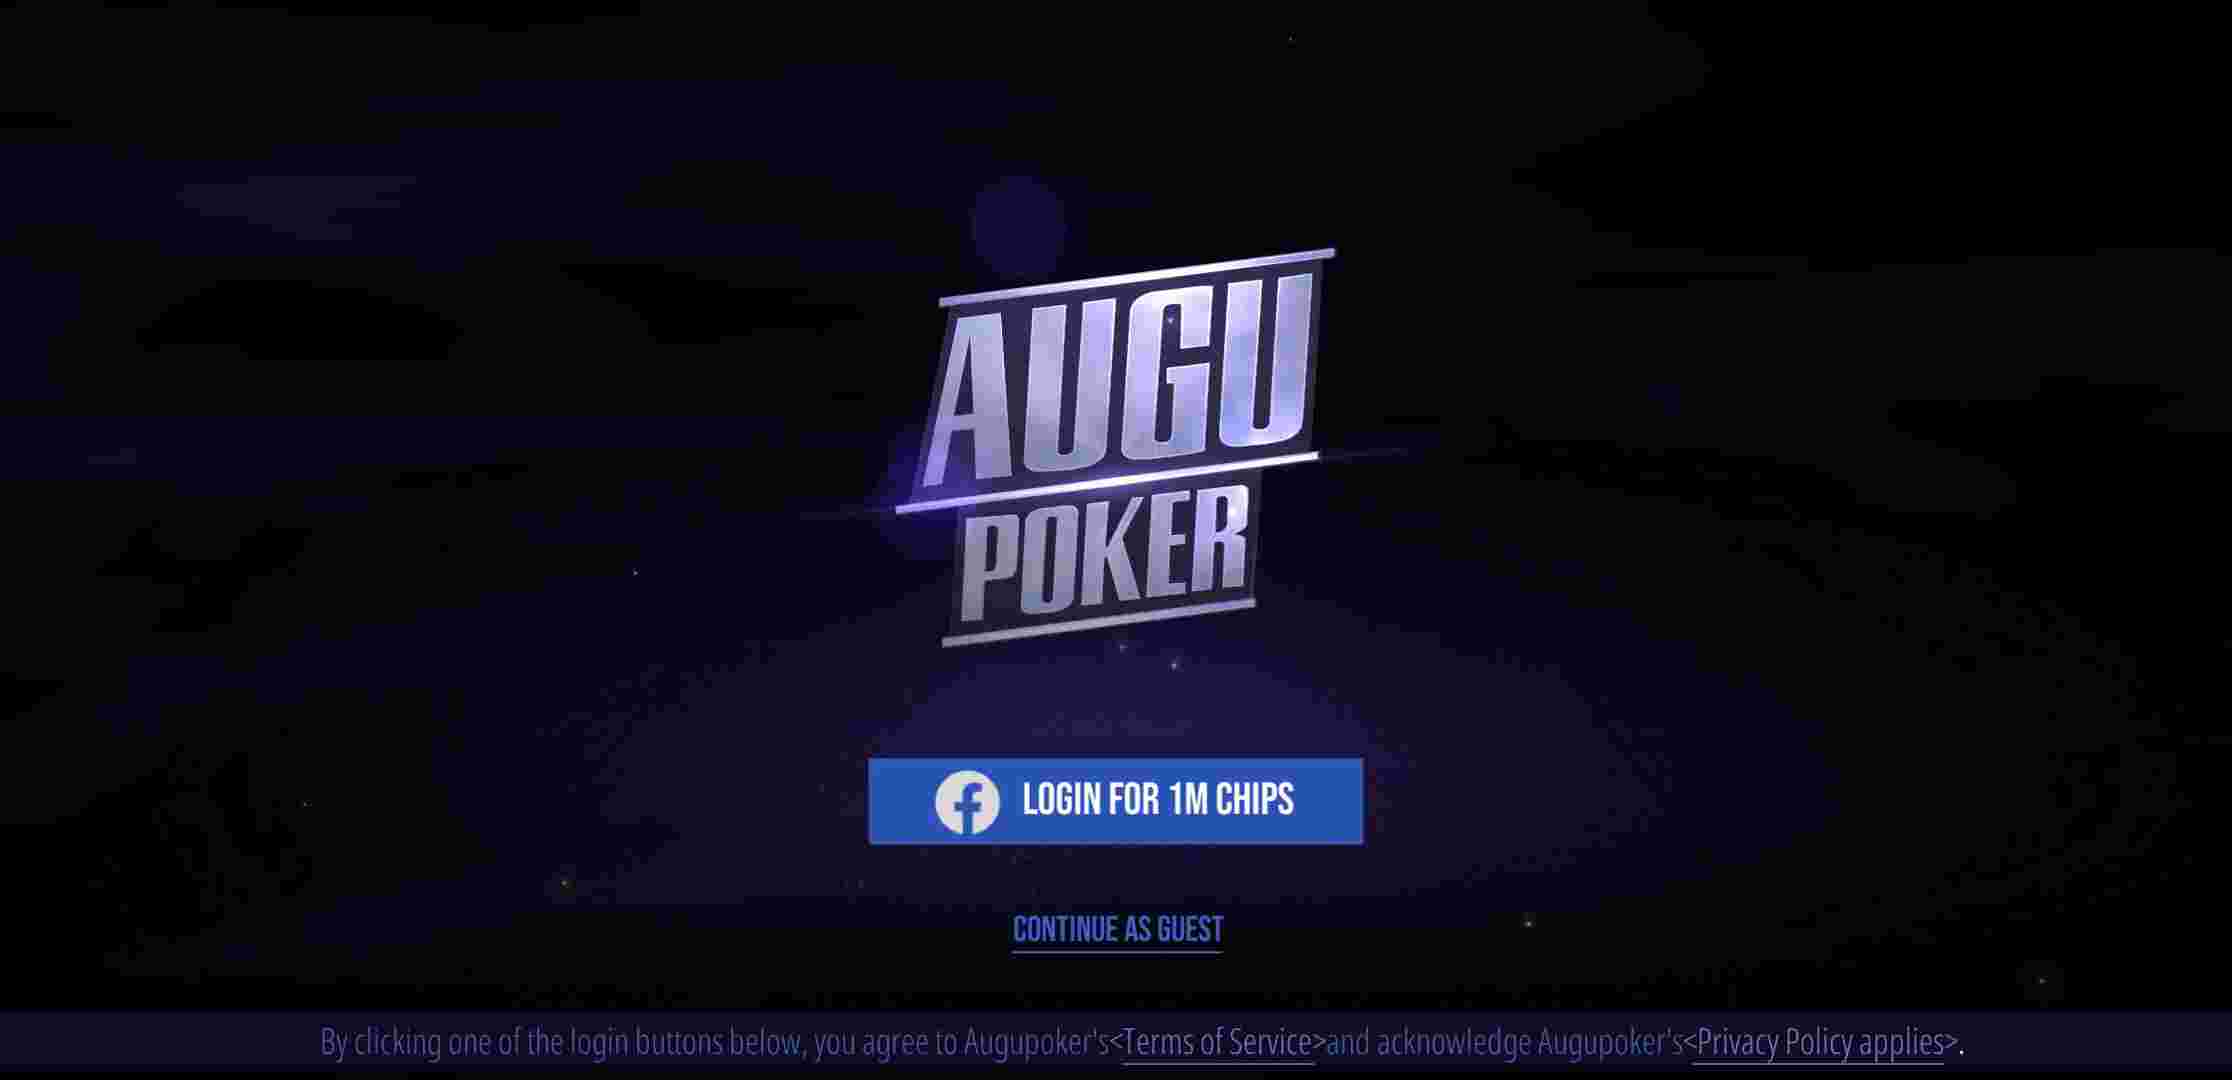 AUGU
POKER
LOGIN FOR 1M CHIPS
CONTINUE AS GUEST
By clicking one of the login buttons below, you agree to Augupoker's<Terms of Service>and acknowledge Augupoker's<Privacy Policy applies>.